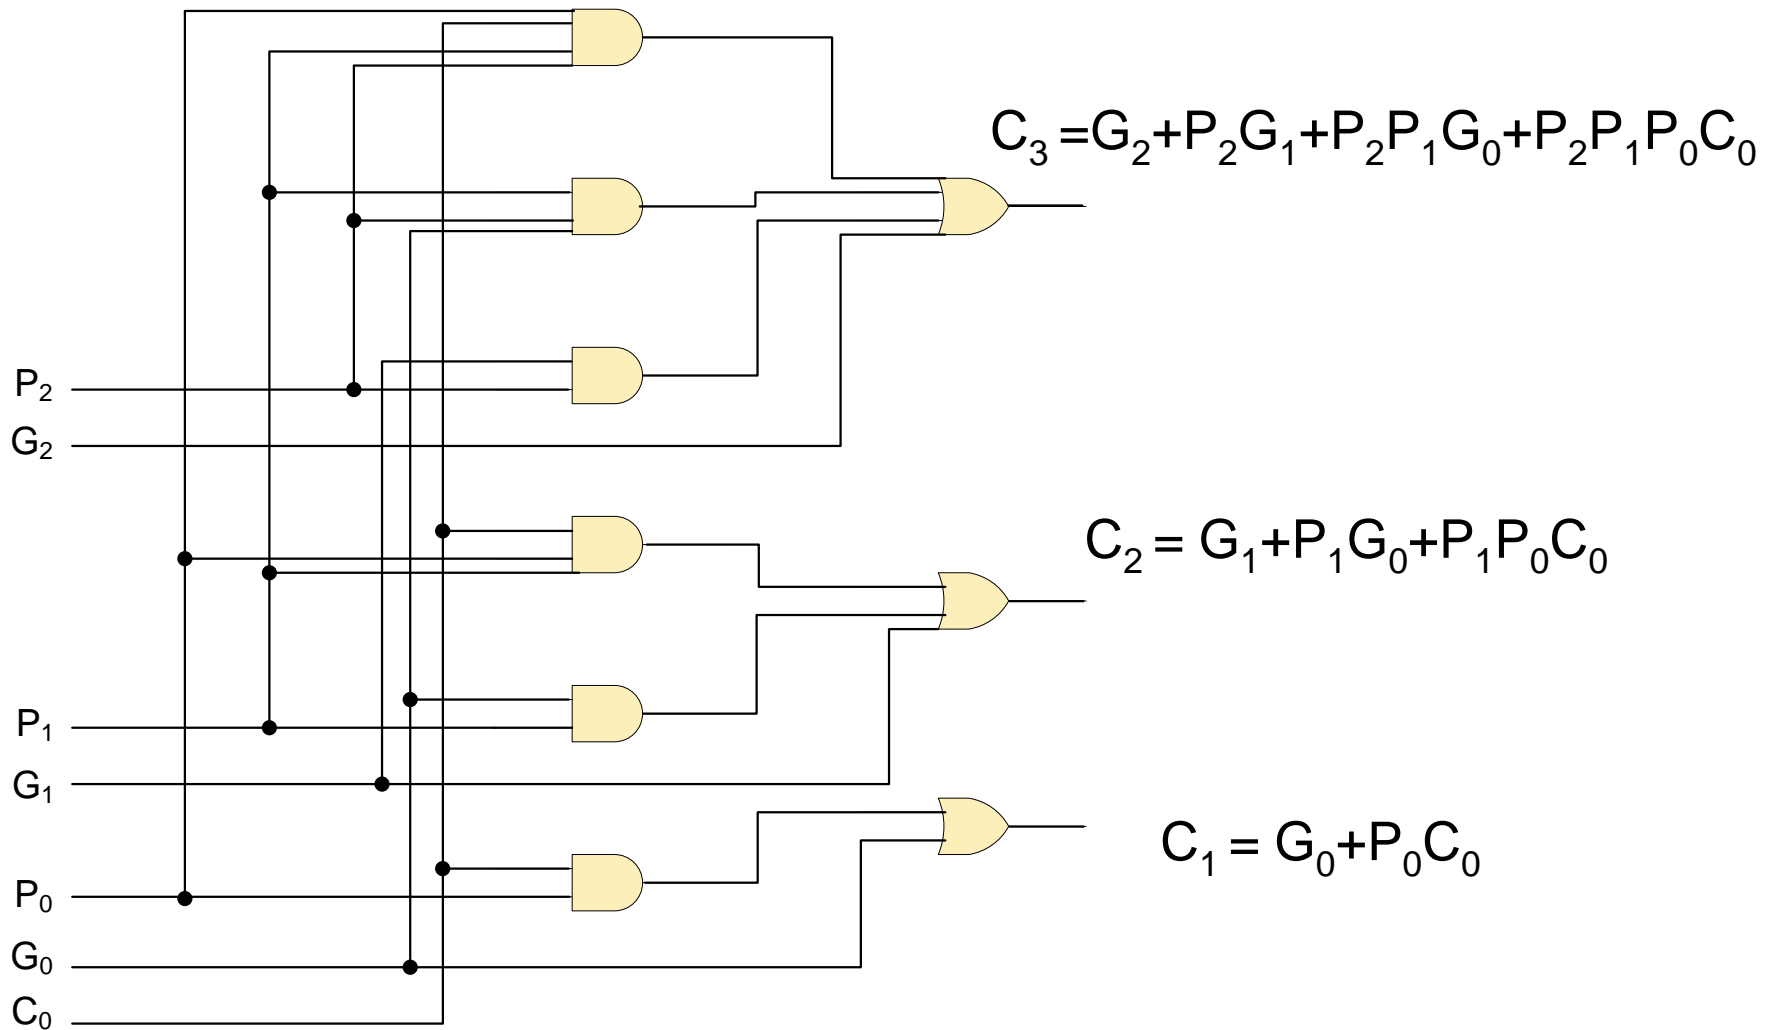 C₃ =G₂+P₂G₁+P₂P₁G₀+P₂P₁P₀C₀
P₂
G₂
C₂ = G₁+P₁G₀+P₁P₀C₀
P₁
G₁
C₁ = G₀+P₀C₀
P₀
G₀
C₀